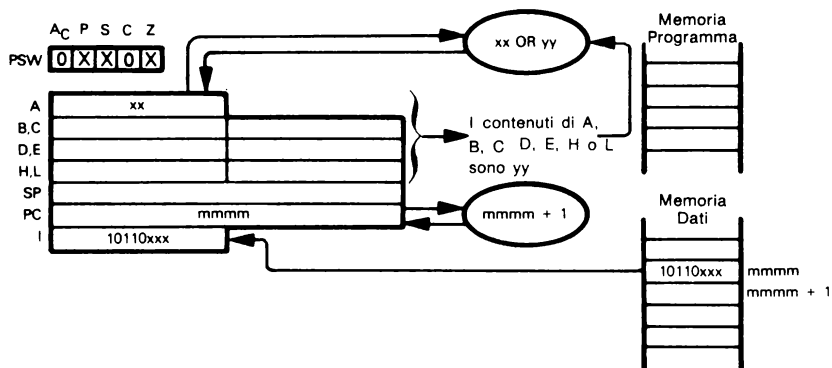 A_C P S C Z
PSW 0 X X 0 X
xx OR yy
Memoria
Programma
A xx
B,C
D,E
H,L
SP
PC mmmm
I 10110xxx
I contenuti di A,
B, C D, E, H o L
sono yy
mmmm + 1
Memoria
Dati
10110xxx mmmm
mmmm + 1